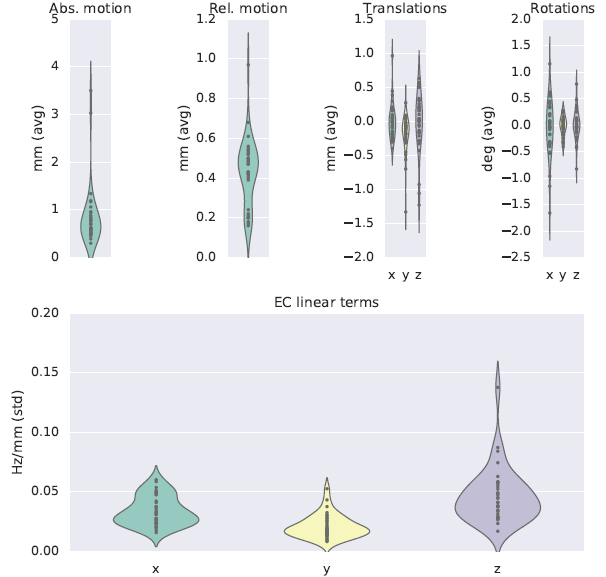 Abs. motion
5
4
3
2
1
0
mm (avg)
Rel. motion
1.2
1.0
0.8
0.6
0.4
0.2
0.0
mm (avg)
Translations
1.5
1.0
0.5
0.0
−0.5
−1.0
−1.5
−2.0
mm (avg)
x y z
Rotations
2.0
1.5
1.0
0.5
0.0
−0.5
−1.0
−1.5
−2.0
−2.5
deg (avg)
x y z
EC linear terms
0.20
0.15
0.10
0.05
0.00
Hz/mm (std)
x y z